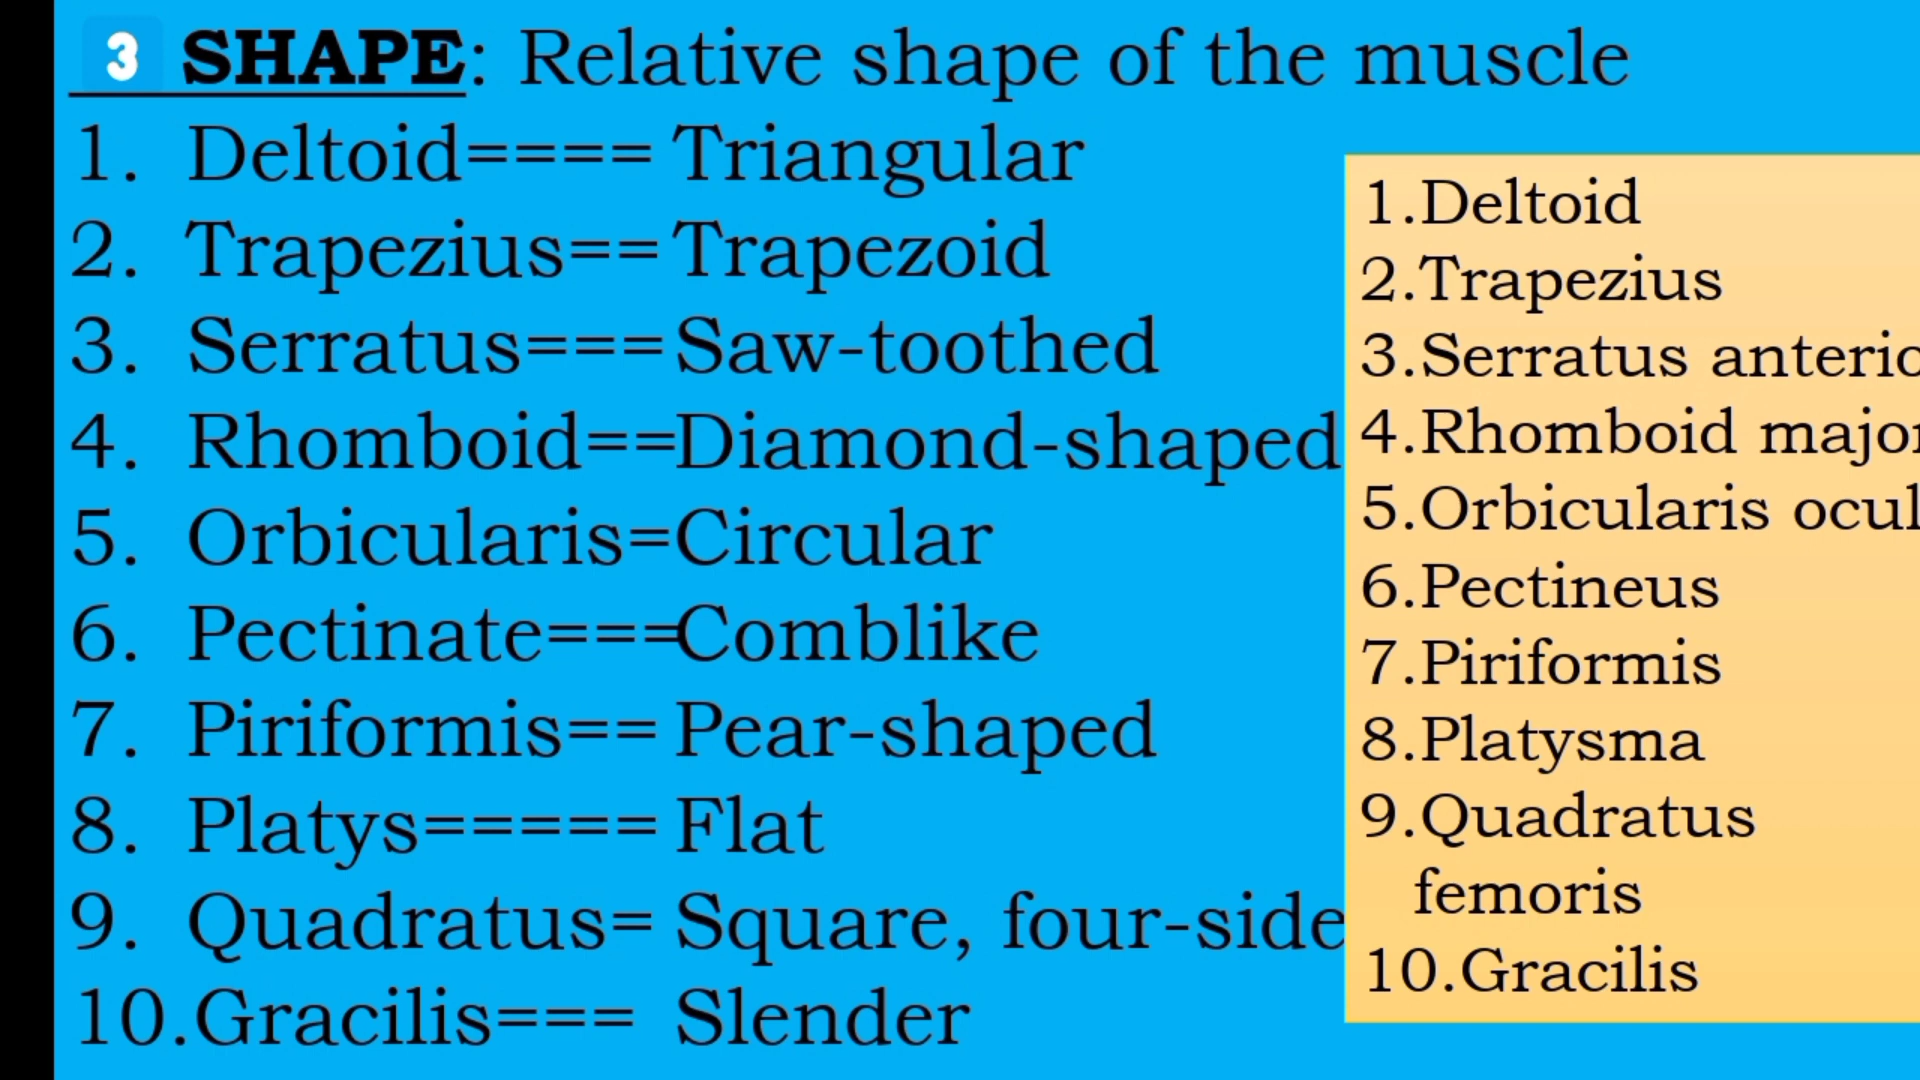 3 SHAPE: Relative shape of the muscle
1. Deltoid==== Triangular
2. Trapezius== Trapezoid
3. Serratus=== Saw-toothed
4. Rhomboid== Diamond-shaped
5. Orbicularis= Circular
6. Pectinate=== Comblike
7. Piriformis== Pear-shaped
8. Platys===== Flat
9. Quadratus= Square, four-side
10. Gracilis=== Slender
1.Deltoid
2.Trapezius
3.Serratus anterio
4.Rhomboid major
5.Orbicularis ocul
6.Pectineus
7.Piriformis
8.Platysma
9.Quadratus
femoris
10.Gracilis